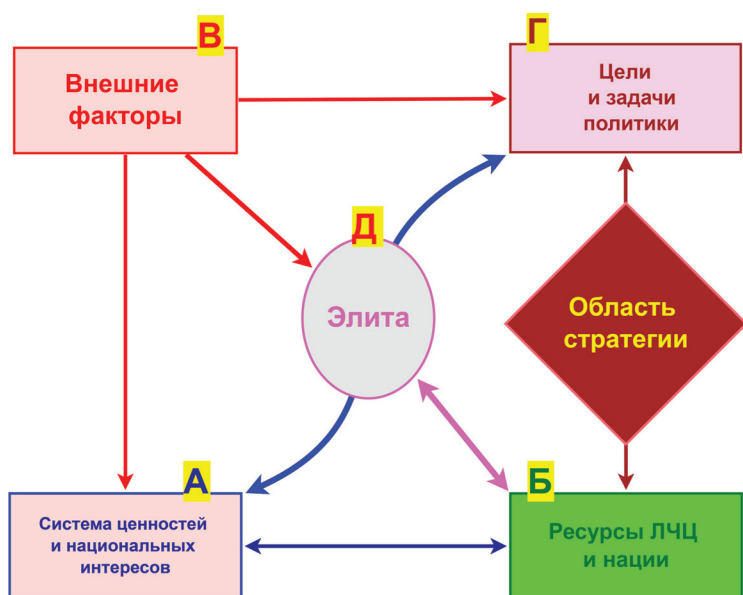 В
Внешние
факторы
Г
Цели
и задачи
политики
Д
Элита
Область
стратегии
А
Система ценностей
и национальных
интересов
Б
Ресурсы ЛЧЦ
и нации